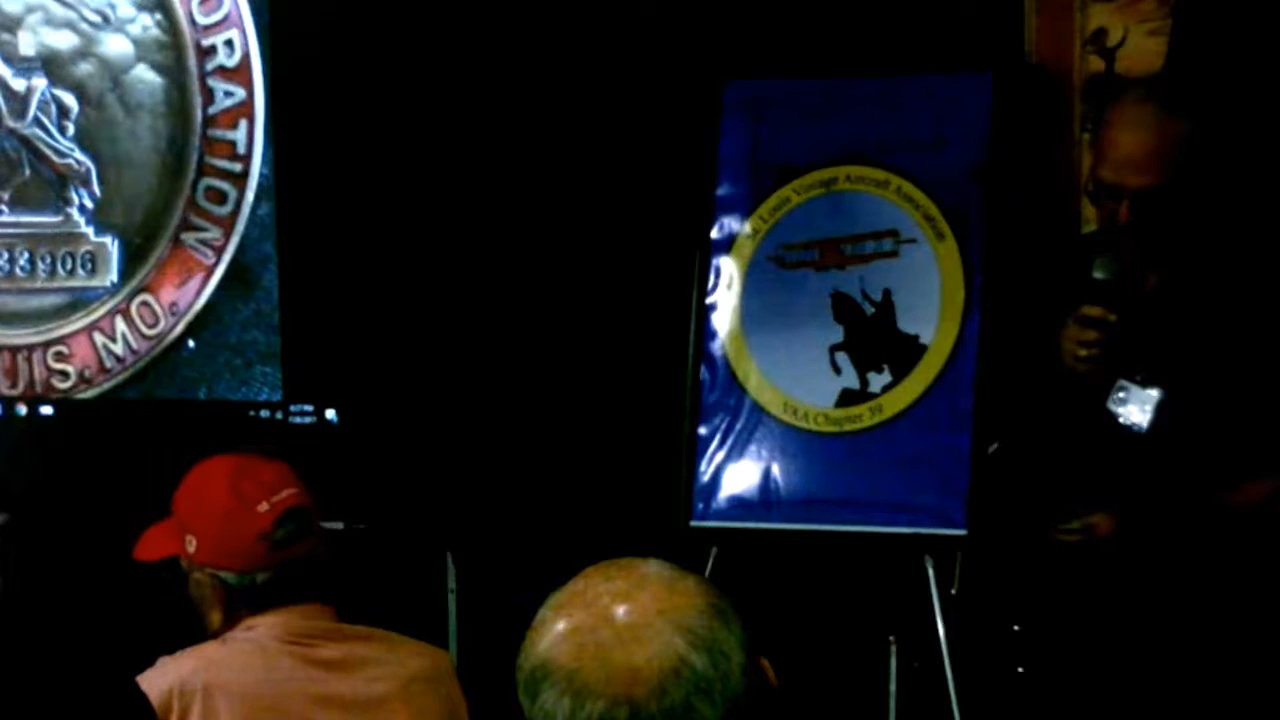 ORATION
33906
UIS. MO.
St. Louis Vintage Aircraft Association
VAA Chapter 39